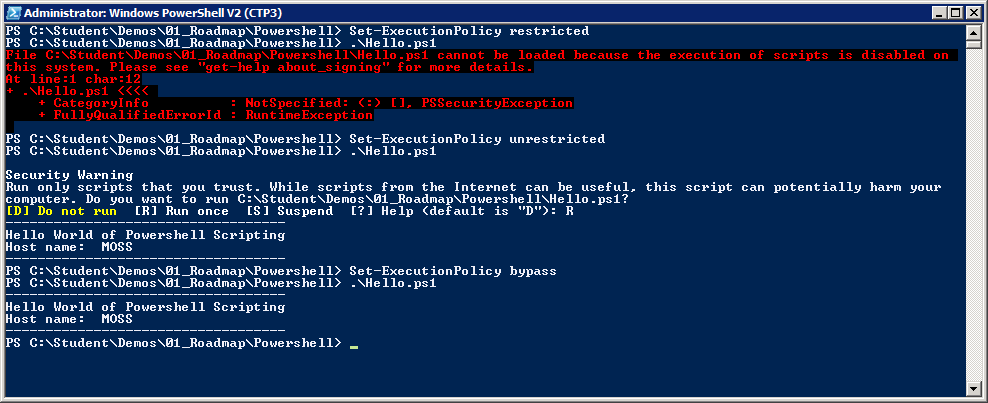 Administrator: Windows PowerShell V2 (CTP3)
PS C:\Student\Demos\01_Roadmap\Powershell> Set-ExecutionPolicy restricted
PS C:\Student\Demos\01_Roadmap\Powershell> .\Hello.ps1
File C:\Student\Demos\01_Roadmap\Powershell\Hello.ps1 cannot be loaded because the execution of scripts is disabled on
this system. Please see "get-help about_signing" for more details.
At line:1 char:12
+ .\Hello.ps1 <<<<
    + CategoryInfo          : NotSpecified: (:) [], PSSecurityException
    + FullyQualifiedErrorId : RuntimeException
PS C:\Student\Demos\01_Roadmap\Powershell> Set-ExecutionPolicy unrestricted
PS C:\Student\Demos\01_Roadmap\Powershell> .\Hello.ps1
Security Warning
Run only scripts that you trust. While scripts from the Internet can be useful, this script can potentially harm your
computer. Do you want to run C:\Student\Demos\01_Roadmap\Powershell\Hello.ps1?
[D] Do not run  [R] Run once  [S] Suspend  [?] Help (default is "D"): R
-----------------------------------
Hello World of Powershell Scripting
Host name:  MOSS
-----------------------------------
PS C:\Student\Demos\01_Roadmap\Powershell> Set-ExecutionPolicy bypass
PS C:\Student\Demos\01_Roadmap\Powershell> .\Hello.ps1
-----------------------------------
Hello World of Powershell Scripting
Host name:  MOSS
-----------------------------------
PS C:\Student\Demos\01_Roadmap\Powershell> _